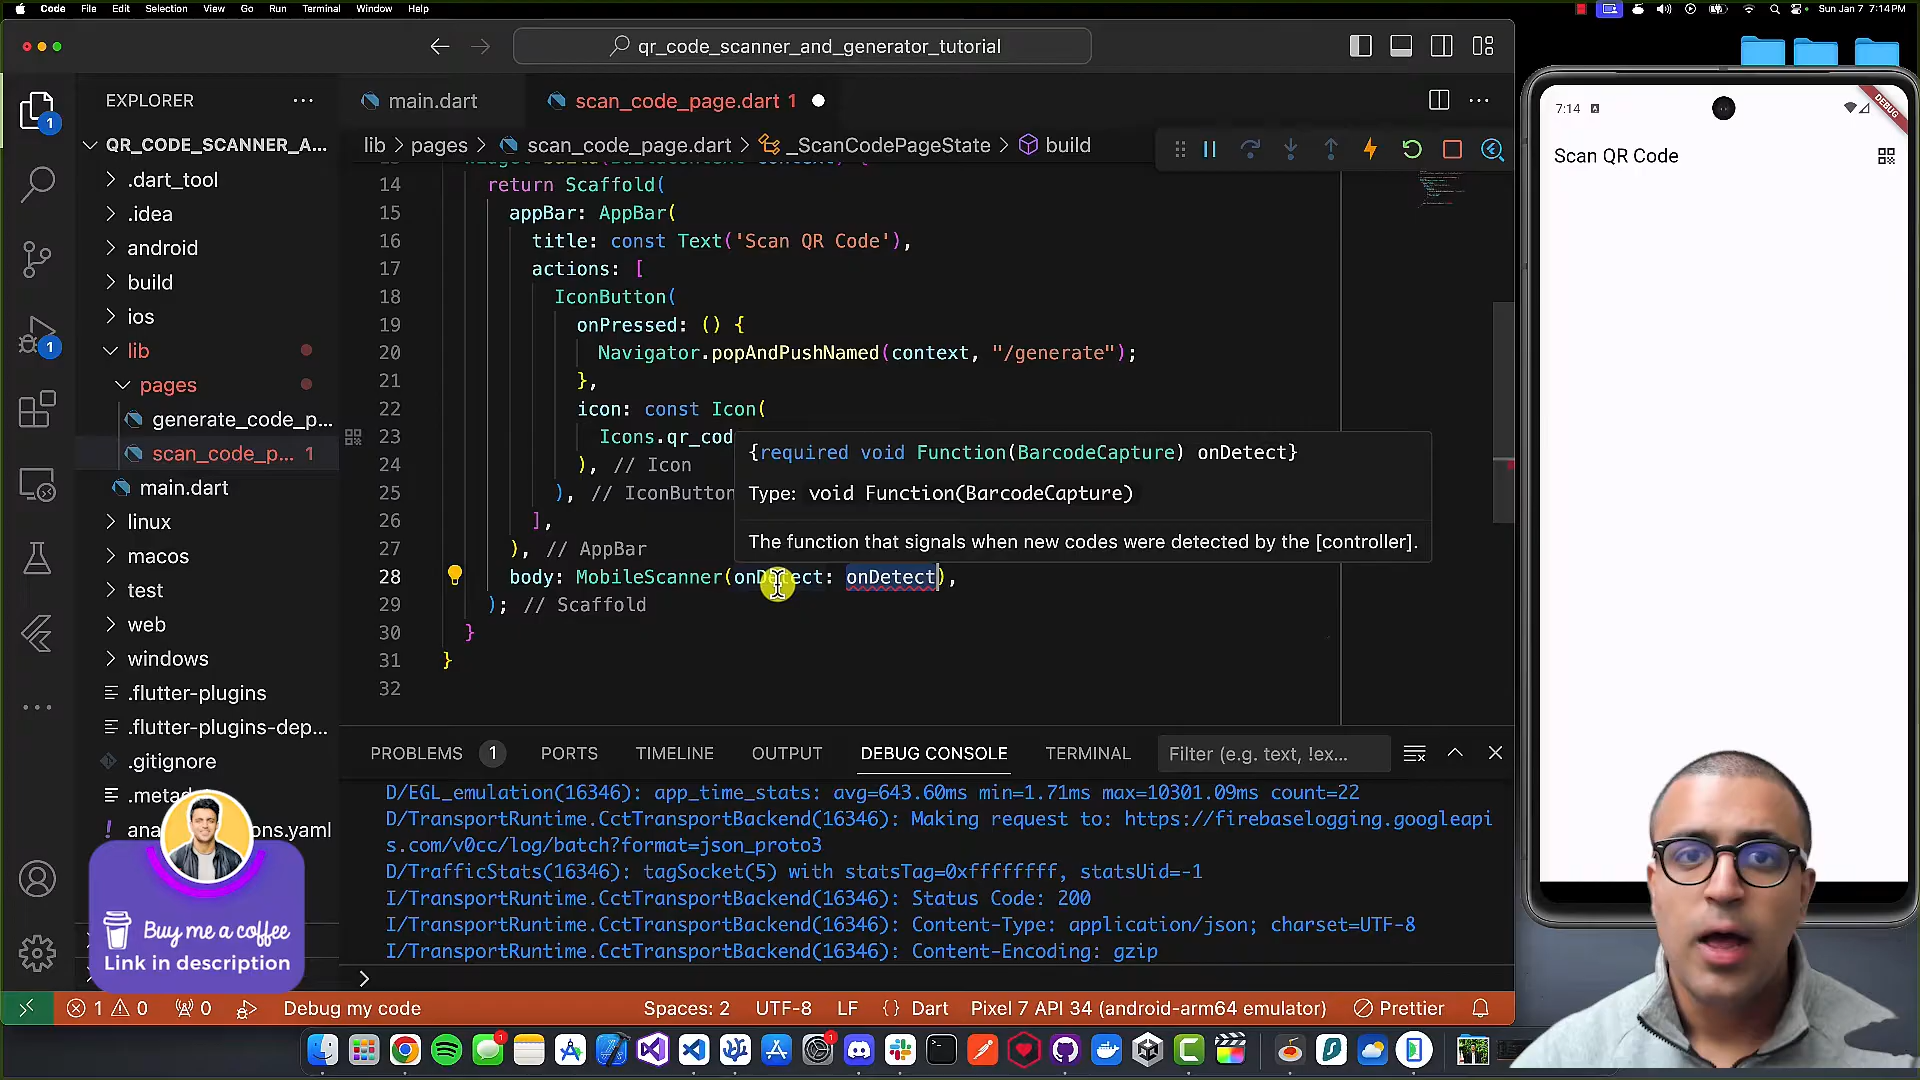 Code File Edit Selection View Go Run Terminal Window Help
Sun Jan 7 7:14 PM
qr_code_scanner_and_generator_tutorial
EXPLORER
QR_CODE_SCANNER_A...
.dart_tool
.idea
android
build
ios
lib
pages
generate_code_p...
scan_code_p... 1
main.dart
linux
macos
test
web
windows
.flutter-plugins
.flutter-plugins-dep...
.gitignore
1
1
main.dart
scan_code_page.dart 1
lib > pages > scan_code_page.dart > _ScanCodePageState > build
14 return Scaffold(
15 appBar: AppBar(
16 title: const Text('Scan QR Code'),
17 actions: [
18 IconButton(
19 onPressed: () {
20 Navigator.popAndPushNamed(context, "/generate");
21 },
22 icon: const Icon(
23 Icons.qr_cod
24 ), // Icon
25 ), // IconButton
26 ],
27 ), // AppBar
28 body: MobileScanner(onDetect: onDetect),
29 ); // Scaffold
30 }
31 }
32
{required void Function(BarcodeCapture) onDetect}
Type: void Function(BarcodeCapture)
The function that signals when new codes were detected by the [controller].
PROBLEMS 1 PORTS TIMELINE OUTPUT DEBUG CONSOLE TERMINAL Filter (e.g. text, !ex...
D/EGL_emulation(16346): app_time_stats: avg=643.60ms min=1.71ms max=10301.09ms count=22
D/TransportRuntime.CctTransportBackend(16346): Making request to: https://firebaselogging.googleapi
s.com/v0cc/log/batch?format=json_proto3
D/TrafficStats(16346): tagSocket(5) with statsTag=0xffffffff, statsUid=-1
I/TransportRuntime.CctTransportBackend(16346): Status Code: 200
I/TransportRuntime.CctTransportBackend(16346): Content-Type: application/json; charset=UTF-8
I/TransportRuntime.CctTransportBackend(16346): Content-Encoding: gzip
1 0 0 Debug my code
Spaces: 2 UTF-8 LF {} Dart Pixel 7 API 34 (android-arm64 emulator) Prettier
Buy me a coffee
Link in description
7:14
DEBUG
Scan QR Code